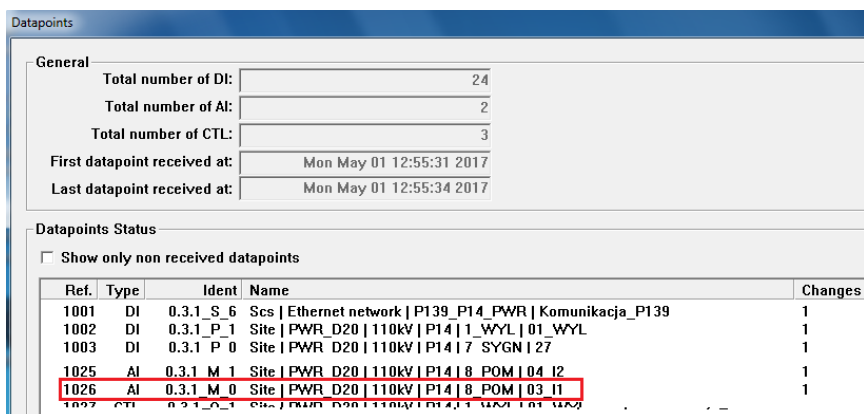 Datapoints
General
Total number of DI: 24
Total number of AI: 2
Total number of CTL: 3
First datapoint received at: Mon May 01 12:55:31 2017
Last datapoint received at: Mon May 01 12:55:34 2017
Datapoints Status
Show only non received datapoints
Ref. Type Ident Name Changes
1001 DI 0.3.1_S_6 Scs | Ethernet network | P139_P14_PWR | Komunikacja_P139 1
1002 DI 0.3.1_P_1 Site | PWR_D20 | 110kV | P14 | 1_WYL | 01_WYL 1
1003 DI 0.3.1_P_0 Site | PWR_D20 | 110kV | P14 | 7_SYGN | 27 1
1025 AI 0.3.1_M_1 Site | PWR_D20 | 110kV | P14 | 8_POM | 04_I2 1
1026 AI 0.3.1_M_0 Site | PWR_D20 | 110kV | P14 | 8_POM | 03_I1 1